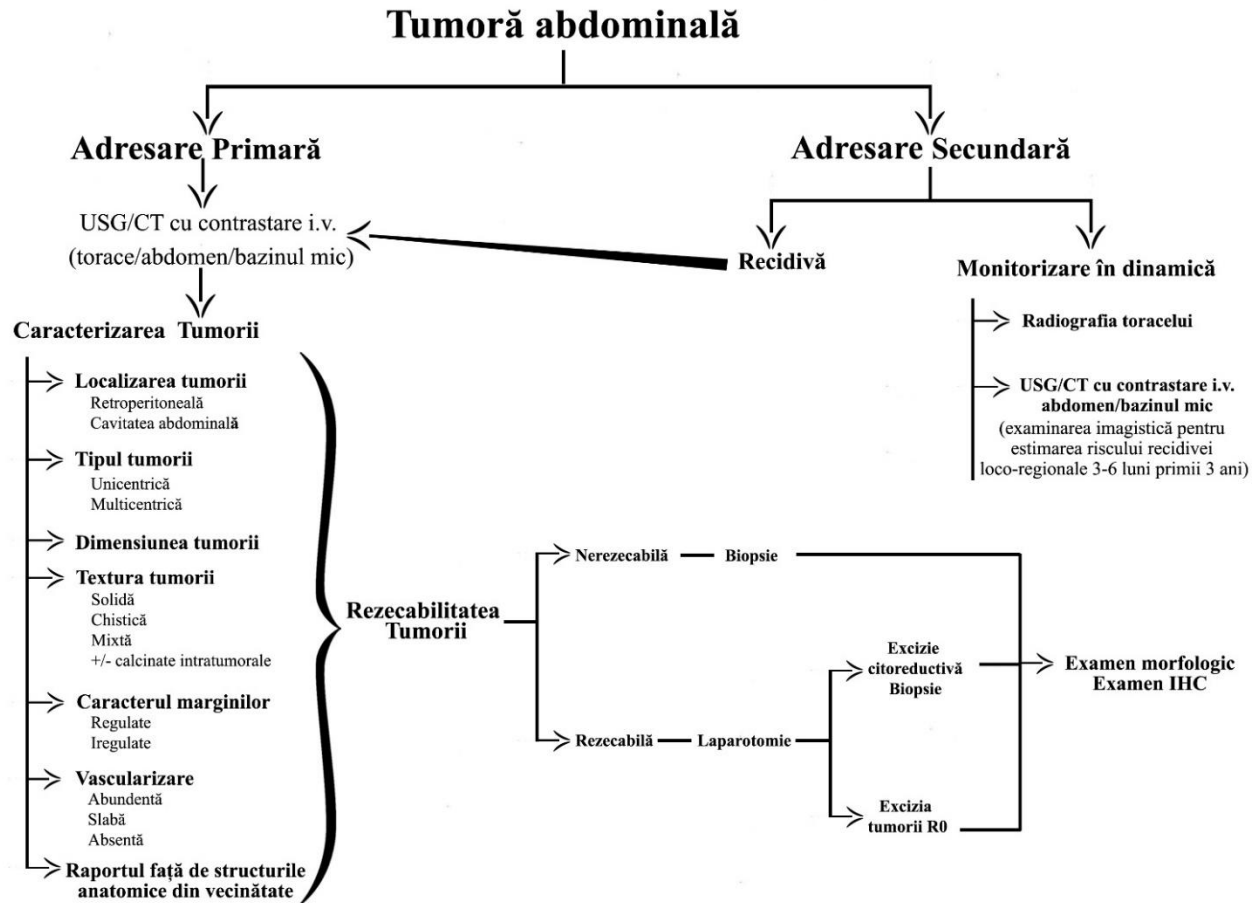 Tumoră abdominală
Adresare Primară
USG/CT cu contrastare i.v.
(torace/abdomen/bazinul mic)
Caracterizarea Tumorii
Localizarea tumorii
Retroperitoneală
Cavitatea abdominală
Tipul tumorii
Unicentrică
Multicentrică
Dimensiunea tumorii
Textura tumorii
Solidă
Chistică
Mixtă
+/- calcinate intratumorale
Caracterul marginilor
Regulate
Iregulate
Vascularizare
Abundentă
Slabă
Absentă
Raportul față de structurile
anatomice din vecinătate
Adresare Secundară
Recidivă
Monitorizare în dinamică
Radiografia toracelui
USG/CT cu contrastare i.v.
abdomen/bazinul mic
(examinarea imagistică pentru
estimarea riscului recidivei
loco-regionale 3-6 luni primii 3 ani)
Rezecabilitatea
Tumorii
Nerezecabilă
Biopsie
Rezecabilă
Laparotomie
Excizie
citoreductivă
Biopsie
Excizia
tumorii R0
Examen morfologic
Examen IHC